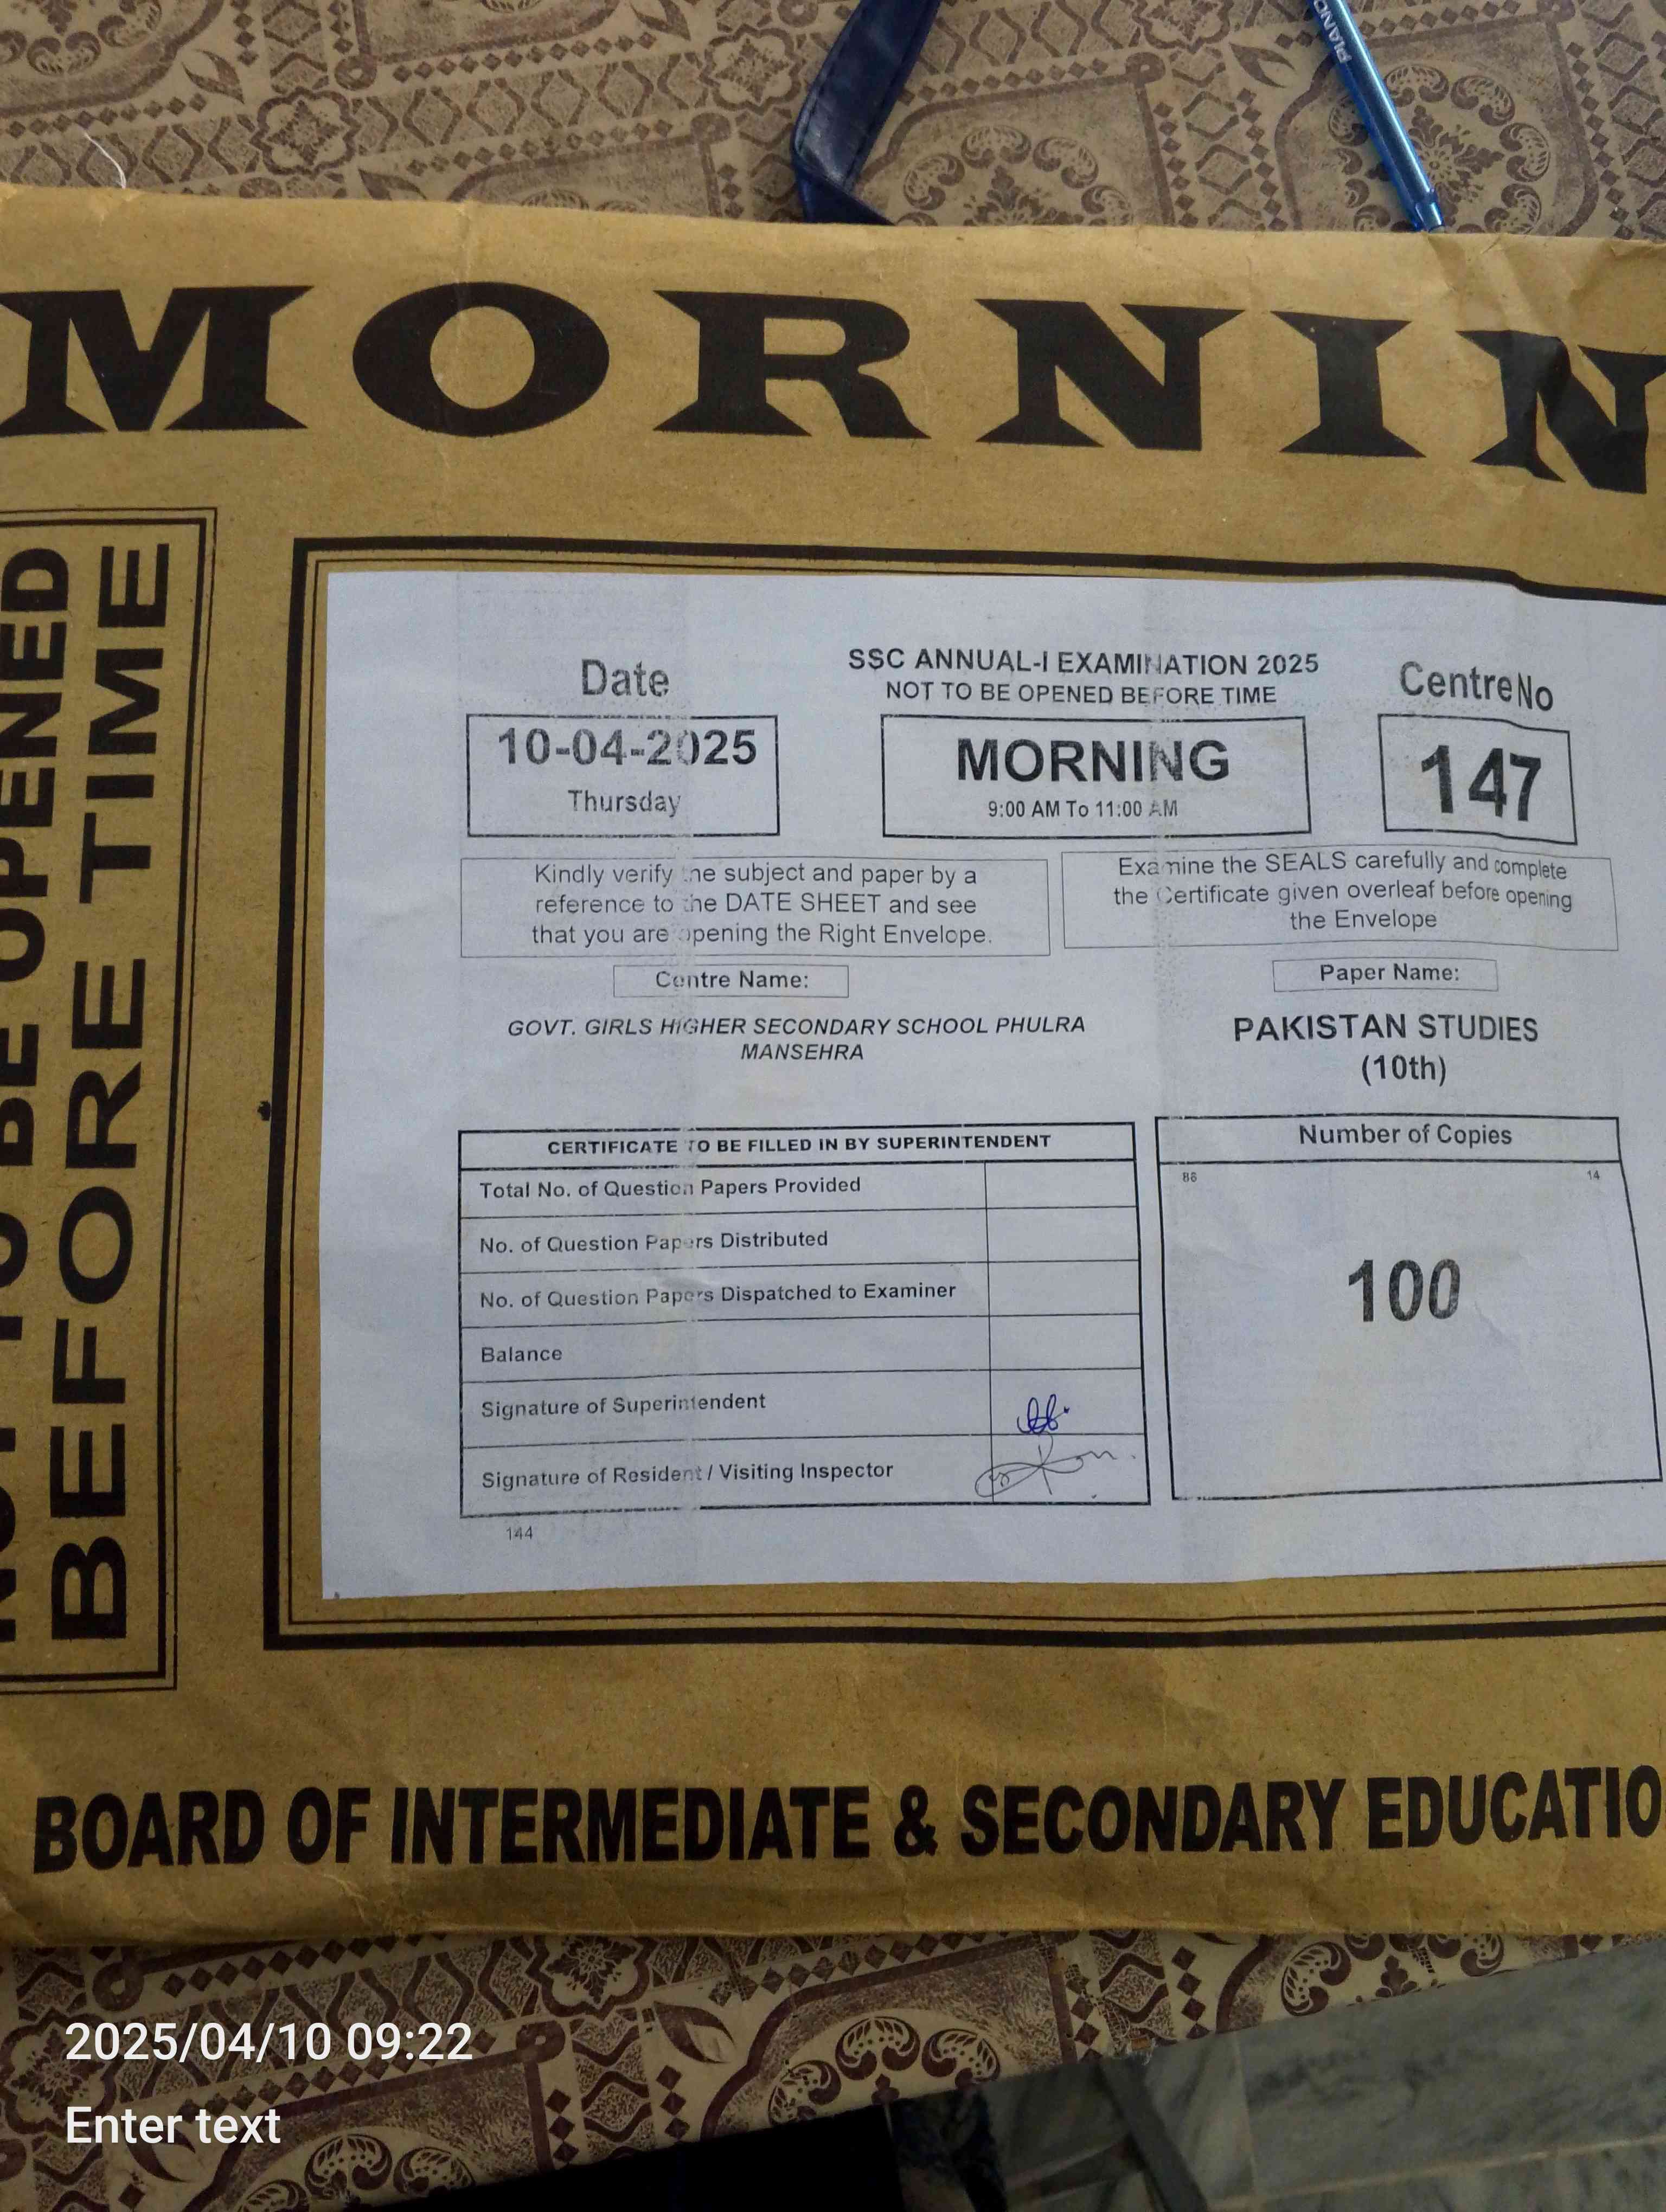 PIANO
MORNIN
NOT TO BE OPENED
BEFORE TIME
Date
SSC ANNUAL-I EXAMINATION 2025
NOT TO BE OPENED BEFORE TIME
Centre No
10-04-2025
Thursday
MORNING
9:00 AM To 11:00 AM
147
Kindly verify the subject and paper by a
reference to the DATE SHEET and see
that you are opening the Right Envelope.
Examine the SEALS carefully and complete
the Certificate given overleaf before opening
the Envelope
Centre Name:
GOVT. GIRLS HIGHER SECONDARY SCHOOL PHULRA
MANSEHRA
Paper Name:
PAKISTAN STUDIES
(10th)
CERTIFICATE TO BE FILLED IN BY SUPERINTENDENT
Total No. of Question Papers Provided
No. of Question Papers Distributed
No. of Question Papers Dispatched to Examiner
Balance
Signature of Superintendent
Signature of Resident / Visiting Inspector
Number of Copies
86 14
100
144
BOARD OF INTERMEDIATE & SECONDARY EDUCATIO
2025/04/10 09:22
Enter text